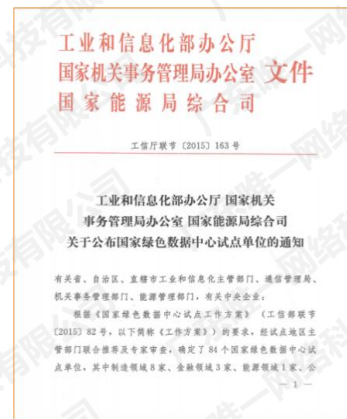 工业和信息化部办公厅
国家机关事务管理局办公室 文件
国家能源局综合司
工信厅联节〔2015〕163号
工业和信息化部办公厅 国家机关
事务管理局办公室 国家能源局综合司
关于公布国家绿色数据中心试点单位的通知
有关省、自治区、直辖市工业和信息化主管部门、通信管理局、
机关事务管理部门、能源管理部门，有关中央企业：
根据《国家绿色数据中心试点工作方案》（工信部联节
〔2015〕82号，以下简称《工作方案》）的要求，经试点地区主
管部门联合推荐及专家审查，确定了84个国家绿色数据中心试
点单位，其中制造领域8家、金融领域3家、能源领域1家、公
— 1 —